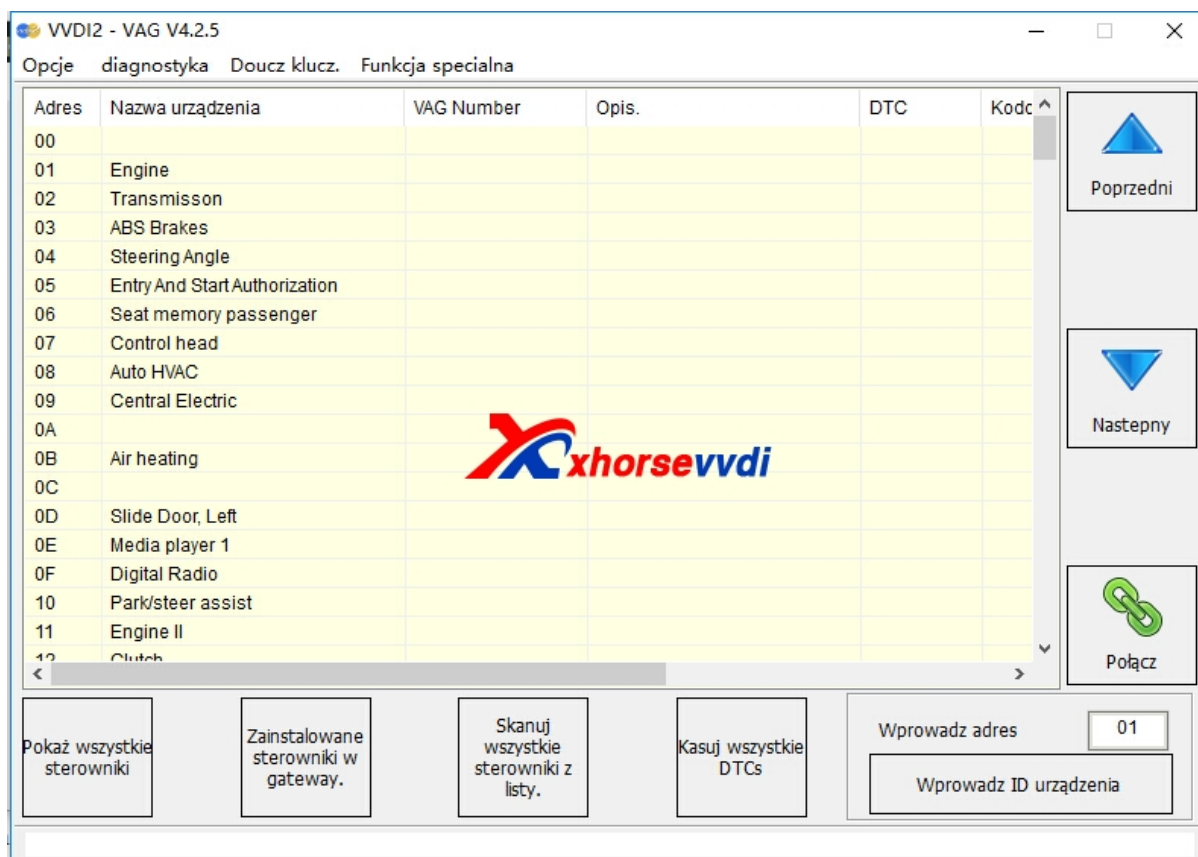 VVDI2 - VAG V4.2.5
Opcje diagnostyka Doucz klucz. Funkcja specialna
Adres Nazwa urządzenia VAG Number Opis. DTC Kodc
00
01 Engine
02 Transmisson
03 ABS Brakes
04 Steering Angle
05 Entry And Start Authorization
06 Seat memory passenger
07 Control head
08 Auto HVAC
09 Central Electric
0A
0B Air heating
0C
0D Slide Door, Left
0E Media player 1
0F Digital Radio
10 Park/steer assist
11 Engine II
12 Clutch
xhorsevvdi
Poprzedni
Nastepny
Połącz
Pokaż wszystkie
sterowniki
Zainstalowane
sterowniki w
gateway.
Skanuj
wszystkie
sterowniki z
listy.
Kasuj wszystkie
DTCs
Wprowadz adres 01
Wprowadz ID urządzenia